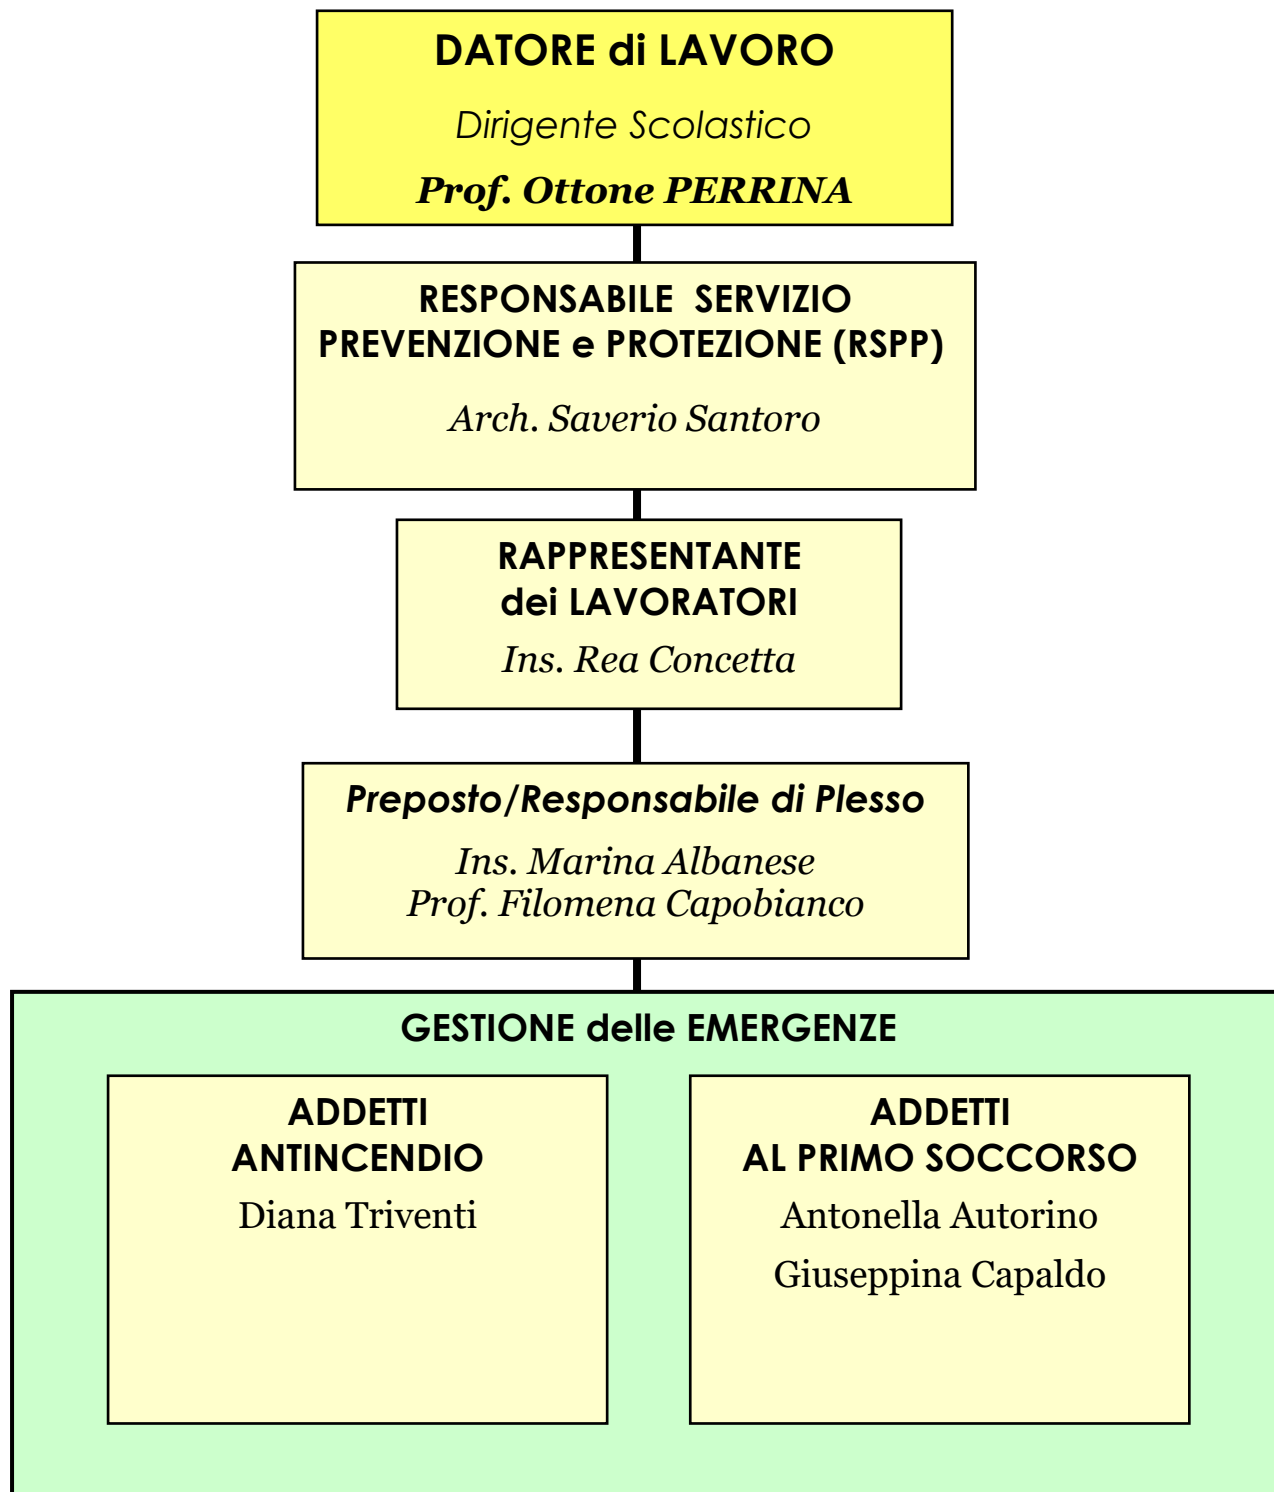 DATORE di LAVORO
Dirigente Scolastico
Prof. Ottone PERRINA
RESPONSABILE SERVIZIO
PREVENZIONE e PROTEZIONE (RSPP)
Arch. Saverio Santoro
RAPPRESENTANTE
dei LAVORATORI
Ins. Rea Concetta
Preposto/Responsabile di Plesso
Ins. Marina Albanese
Prof. Filomena Capobianco
GESTIONE delle EMERGENZE
ADDETTI
ANTINCENDIO
Diana Triventi
ADDETTI
AL PRIMO SOCCORSO
Antonella Autorino
Giuseppina Capaldo